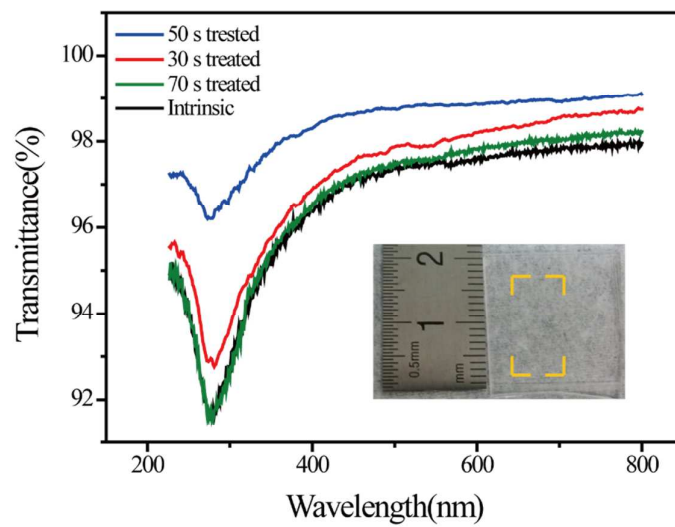 50 s trested
30 s treated
70 s treated
Intrinsic
100
98
96
94
92
Transmittance(%)
2
1
0.5mm
mm
200
400
600
800
Wavelength(nm)